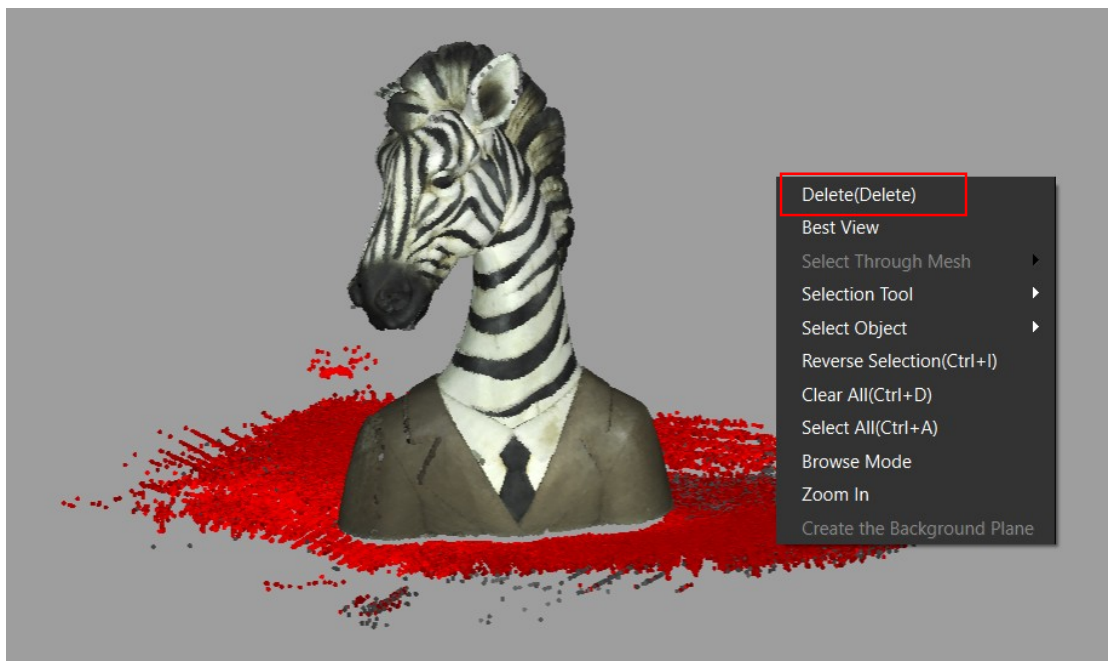 Delete(Delete)
Best View
Select Through Mesh
Selection Tool
Select Object
Reverse Selection(Ctrl+I)
Clear All(Ctrl+D)
Select All(Ctrl+A)
Browse Mode
Zoom In
Create the Background Plane